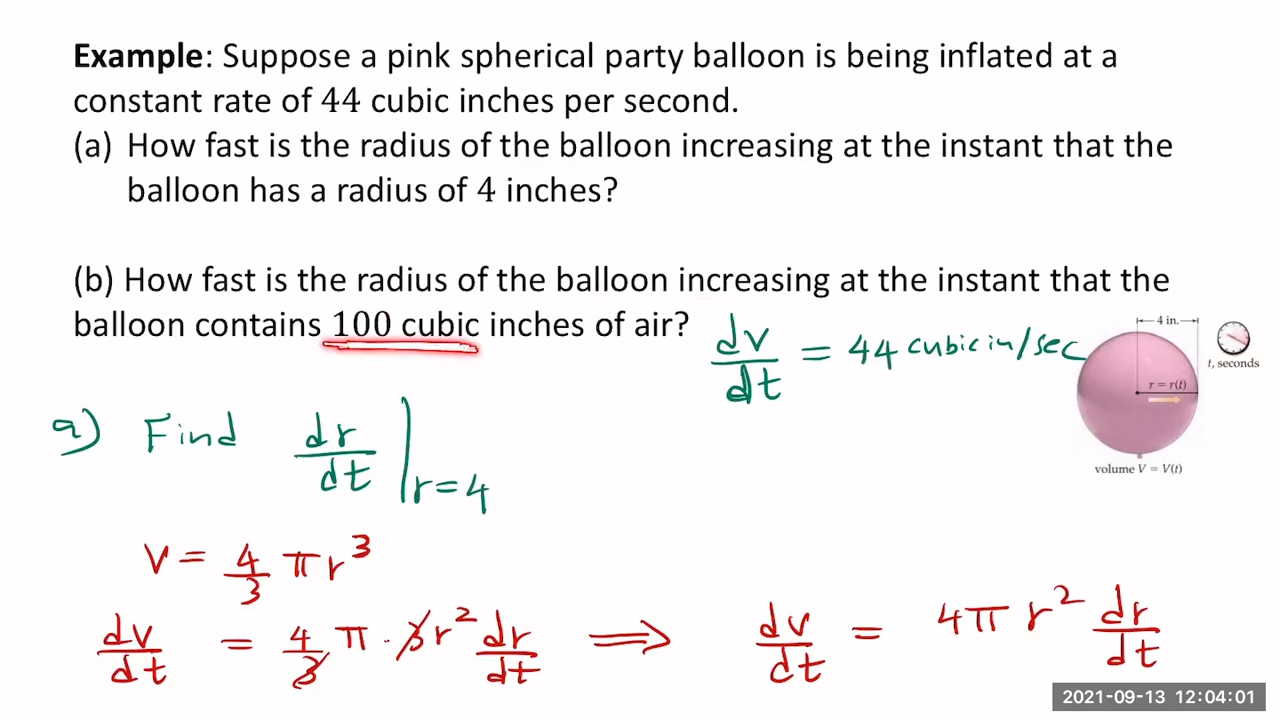 Example: Suppose a pink spherical party balloon is being inflated at a
constant rate of 44 cubic inches per second.
(a) How fast is the radius of the balloon increasing at the instant that the
balloon has a radius of 4 inches?
(b) How fast is the radius of the balloon increasing at the instant that the
balloon contains 100 cubic inches of air?
dv/dt = 44 cubic in/sec
4 in.
t, seconds
r = r(t)
volume V = V(t)
a) Find dr/dt | r=4
V = 4/3 πr³
dv/dt = 4/3 π · 3r² dr/dt ⟹ dv/dt = 4π r² dr/dt
2021-09-13 12:04:01